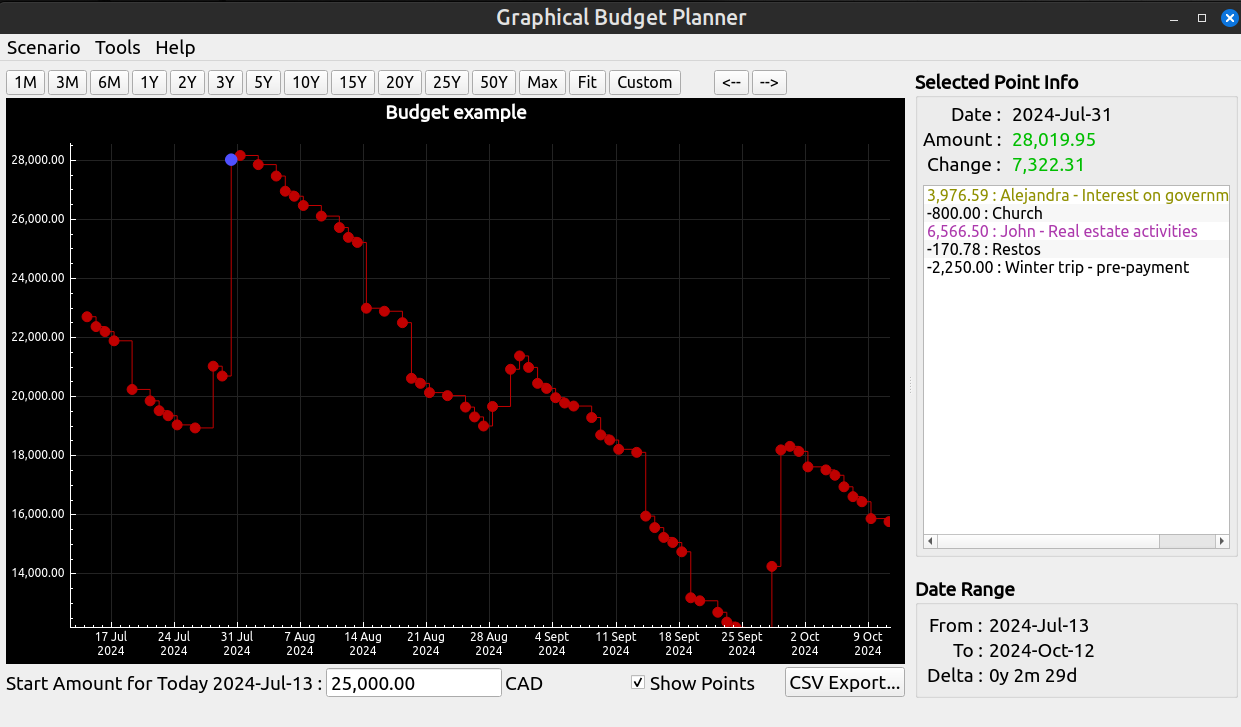 Graphical Budget Planner
Scenario Tools Help
1M 3M 6M 1Y 2Y 3Y 5Y 10Y 15Y 20Y 25Y 50Y Max Fit Custom <-- -->
Budget example
28,000.00
26,000.00
24,000.00
22,000.00
20,000.00
18,000.00
16,000.00
14,000.00
17 Jul 24 Jul 31 Jul 7 Aug 14 Aug 21 Aug 28 Aug 4 Sept 11 Sept 18 Sept 25 Sept 2 Oct 9 Oct
2024 2024 2024 2024 2024 2024 2024 2024 2024 2024 2024 2024 2024
Start Amount for Today 2024-Jul-13 : 25,000.00 CAD Show Points CSV Export...
Selected Point Info
Date : 2024-Jul-31
Amount : 28,019.95
Change : 7,322.31
3,976.59 : Alejandra - Interest on governm
-800.00 : Church
6,566.50 : John - Real estate activities
-170.78 : Restos
-2,250.00 : Winter trip - pre-payment
Date Range
From : 2024-Jul-13
To : 2024-Oct-12
Delta : 0y 2m 29d